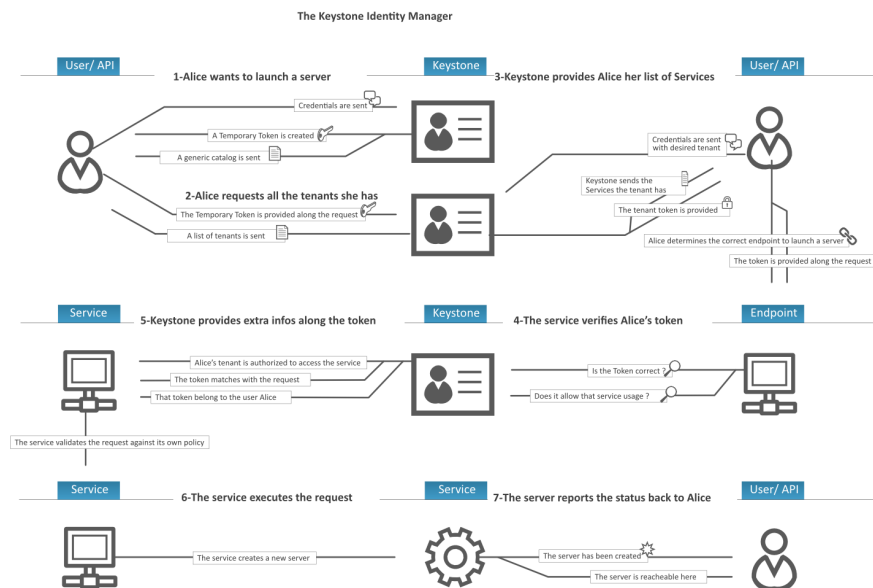 The Keystone Identity Manager
User/ API
Keystone
User/ API
1-Alice wants to launch a server
3-Keystone provides Alice her list of Services
Credentials are sent
A Temporary Token is created
A generic catalog is sent
Credentials are sent
with desired tenant
Keystone sends the
Services the tenant has
The tenant token is provided
2-Alice requests all the tenants she has
The Temporary Token is provided along the request
A list of tenants is sent
Alice determines the correct endpoint to launch a server
The token is provided along the request
Service
Keystone
Endpoint
5-Keystone provides extra infos along the token
4-The service verifies Alice's token
Alice's tenant is authorized to access the service
The token matches with the request
That token belong to the user Alice
Is the Token correct ?
Does it allow that service usage ?
The service validates the request against its own policy
Service
Service
User/ API
6-The service executes the request
7-The server reports the status back to Alice
The service creates a new server
The server has been created
The server is reacheable here